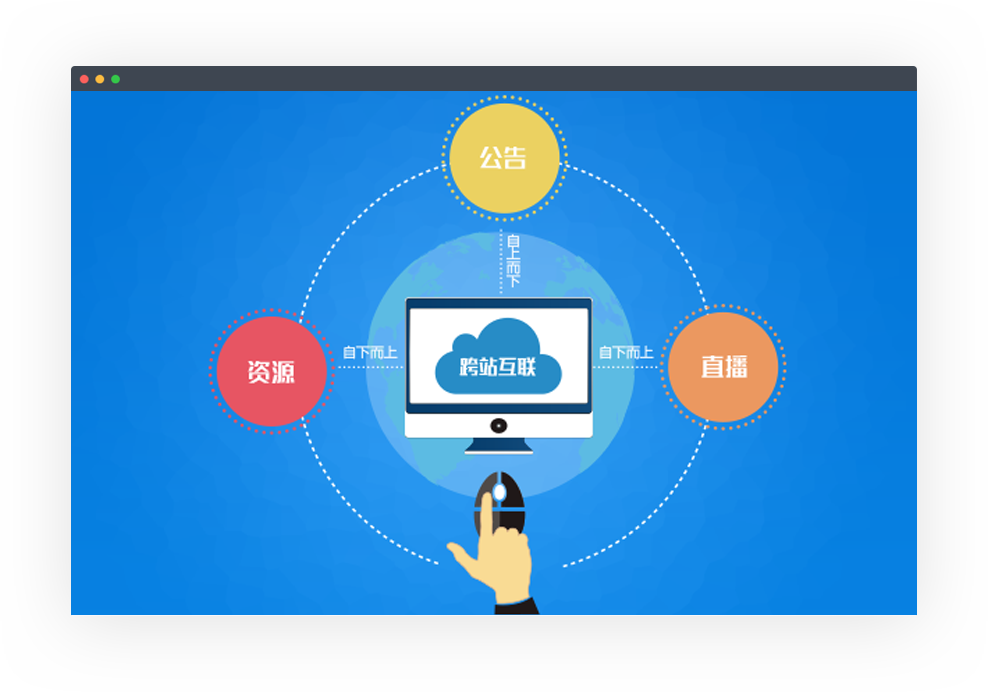 公告
自上而下
资源
自下而上
跨站互联
自下而上
直播